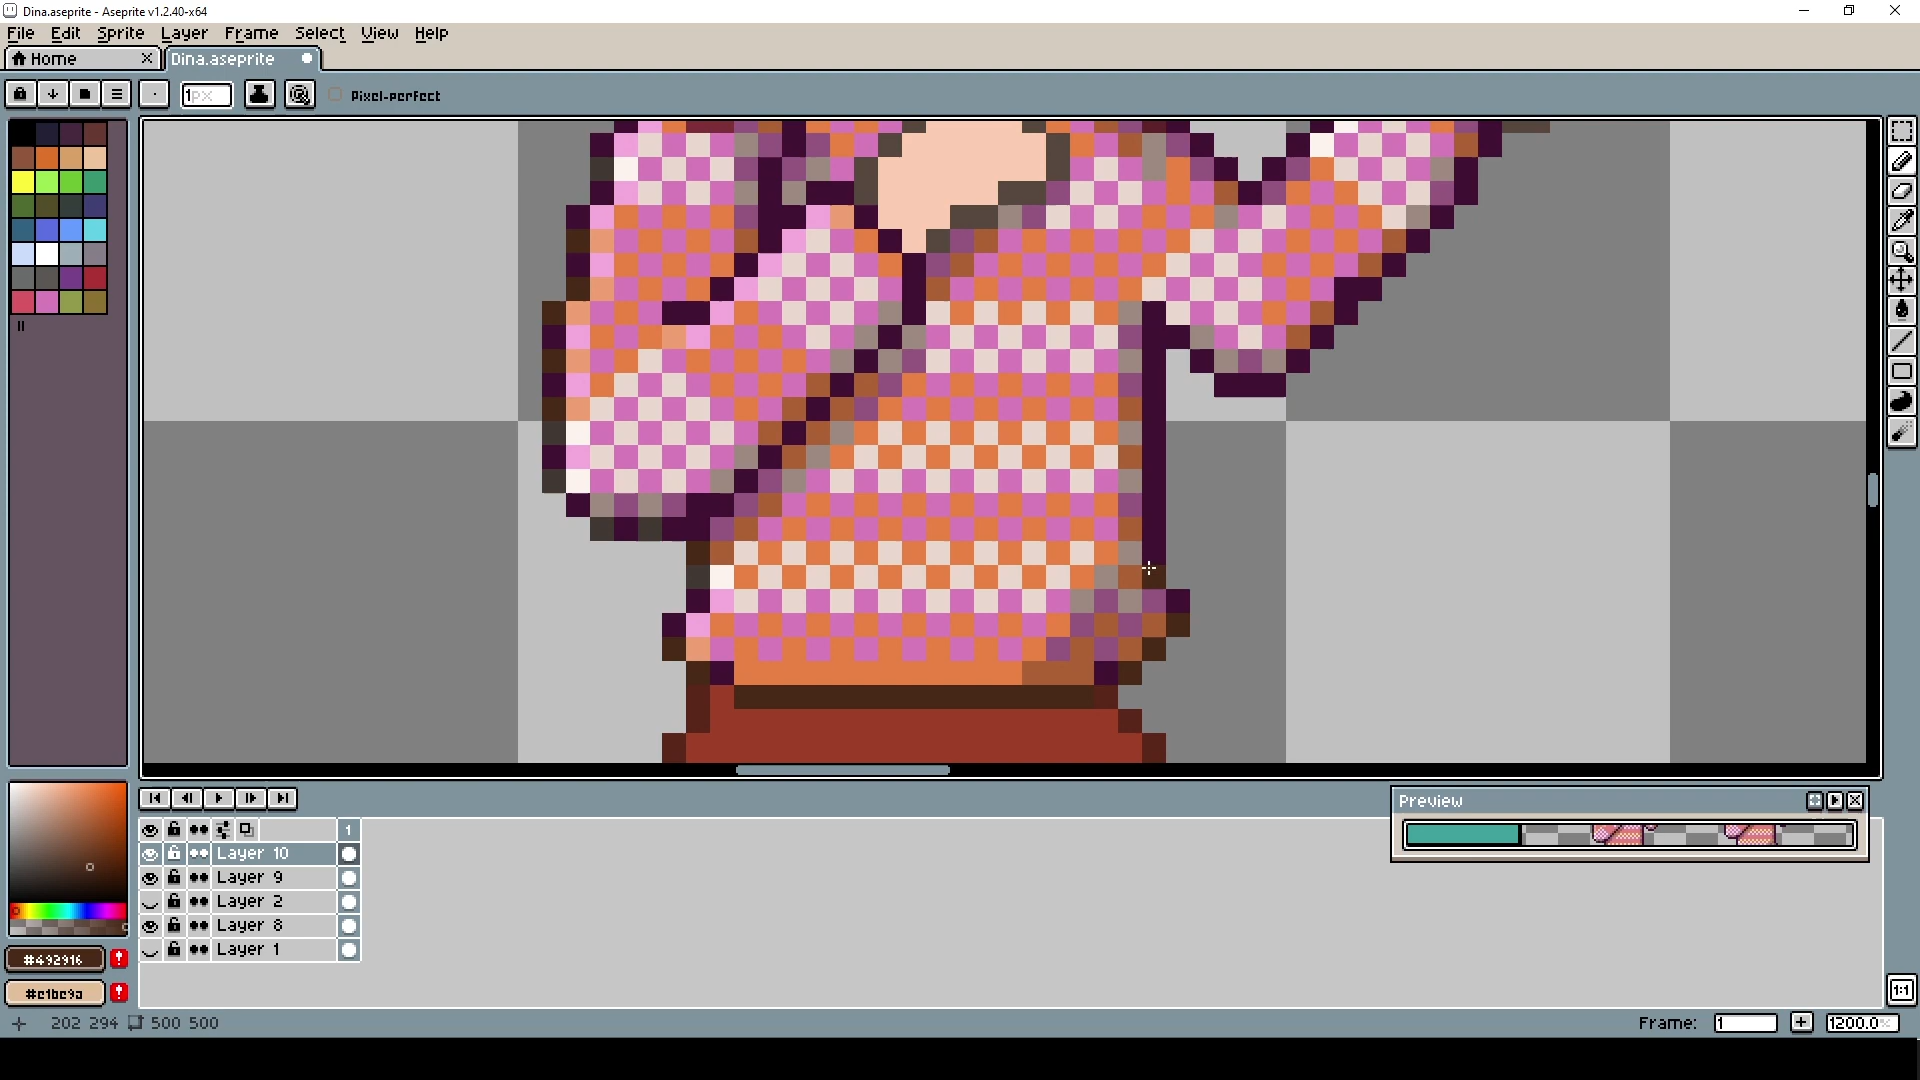 Dina.aseprite - Aseprite v1.2.40-x64
File Edit Sprite Layer Frame Select View Help
Home
Dina.aseprite
1px
Pixel-perfect
Preview
1
Layer 10
Layer 9
Layer 2
Layer 8
Layer 1
#492916
#e1bc9a
1:1
202 294
500 500
Frame: 1
1200.0%